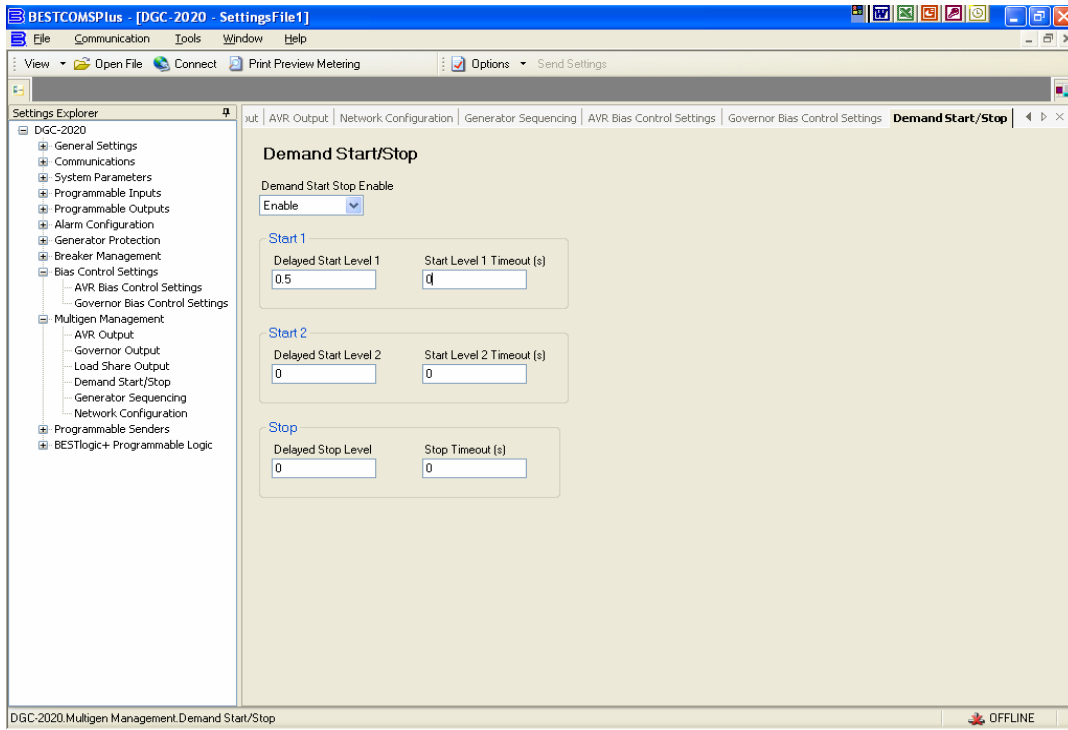 BESTCOMSPlus - [DGC-2020 - SettingsFile1]
File Communication Tools Window Help
View Open File Connect Print Preview Metering Options Send Settings
Settings Explorer
DGC-2020
General Settings
Communications
System Parameters
Programmable Inputs
Programmable Outputs
Alarm Configuration
Generator Protection
Breaker Management
Bias Control Settings
AVR Bias Control Settings
Governor Bias Control Settings
Multigen Management
AVR Output
Governor Output
Load Share Output
Demand Start/Stop
Generator Sequencing
Network Configuration
Programmable Senders
BESTlogic+ Programmable Logic
AVR Output Network Configuration Generator Sequencing AVR Bias Control Settings Governor Bias Control Settings Demand Start/Stop
Demand Start/Stop
Demand Start Stop Enable
Enable
Start 1
Delayed Start Level 1 Start Level 1 Timeout (s)
0.5 0
Start 2
Delayed Start Level 2 Start Level 2 Timeout (s)
0 0
Stop
Delayed Stop Level Stop Timeout (s)
0 0
DGC-2020.Multigen Management.Demand Start/Stop OFFLINE